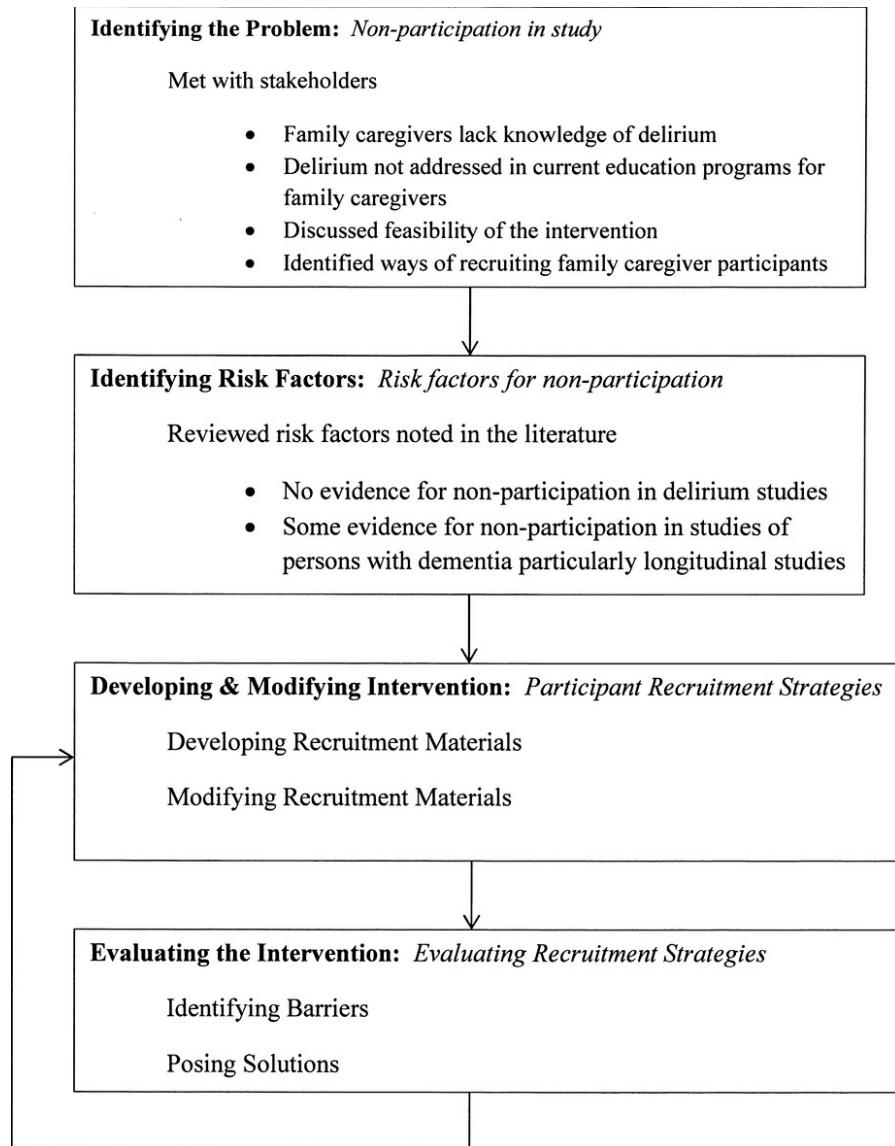 Identifying the Problem: Non-participation in study
Met with stakeholders
• Family caregivers lack knowledge of delirium
• Delirium not addressed in current education programs for
family caregivers
• Discussed feasibility of the intervention
• Identified ways of recruiting family caregiver participants
Identifying Risk Factors: Risk factors for non-participation
Reviewed risk factors noted in the literature
• No evidence for non-participation in delirium studies
• Some evidence for non-participation in studies of
persons with dementia particularly longitudinal studies
Developing & Modifying Intervention: Participant Recruitment Strategies
Developing Recruitment Materials
Modifying Recruitment Materials
Evaluating the Intervention: Evaluating Recruitment Strategies
Identifying Barriers
Posing Solutions